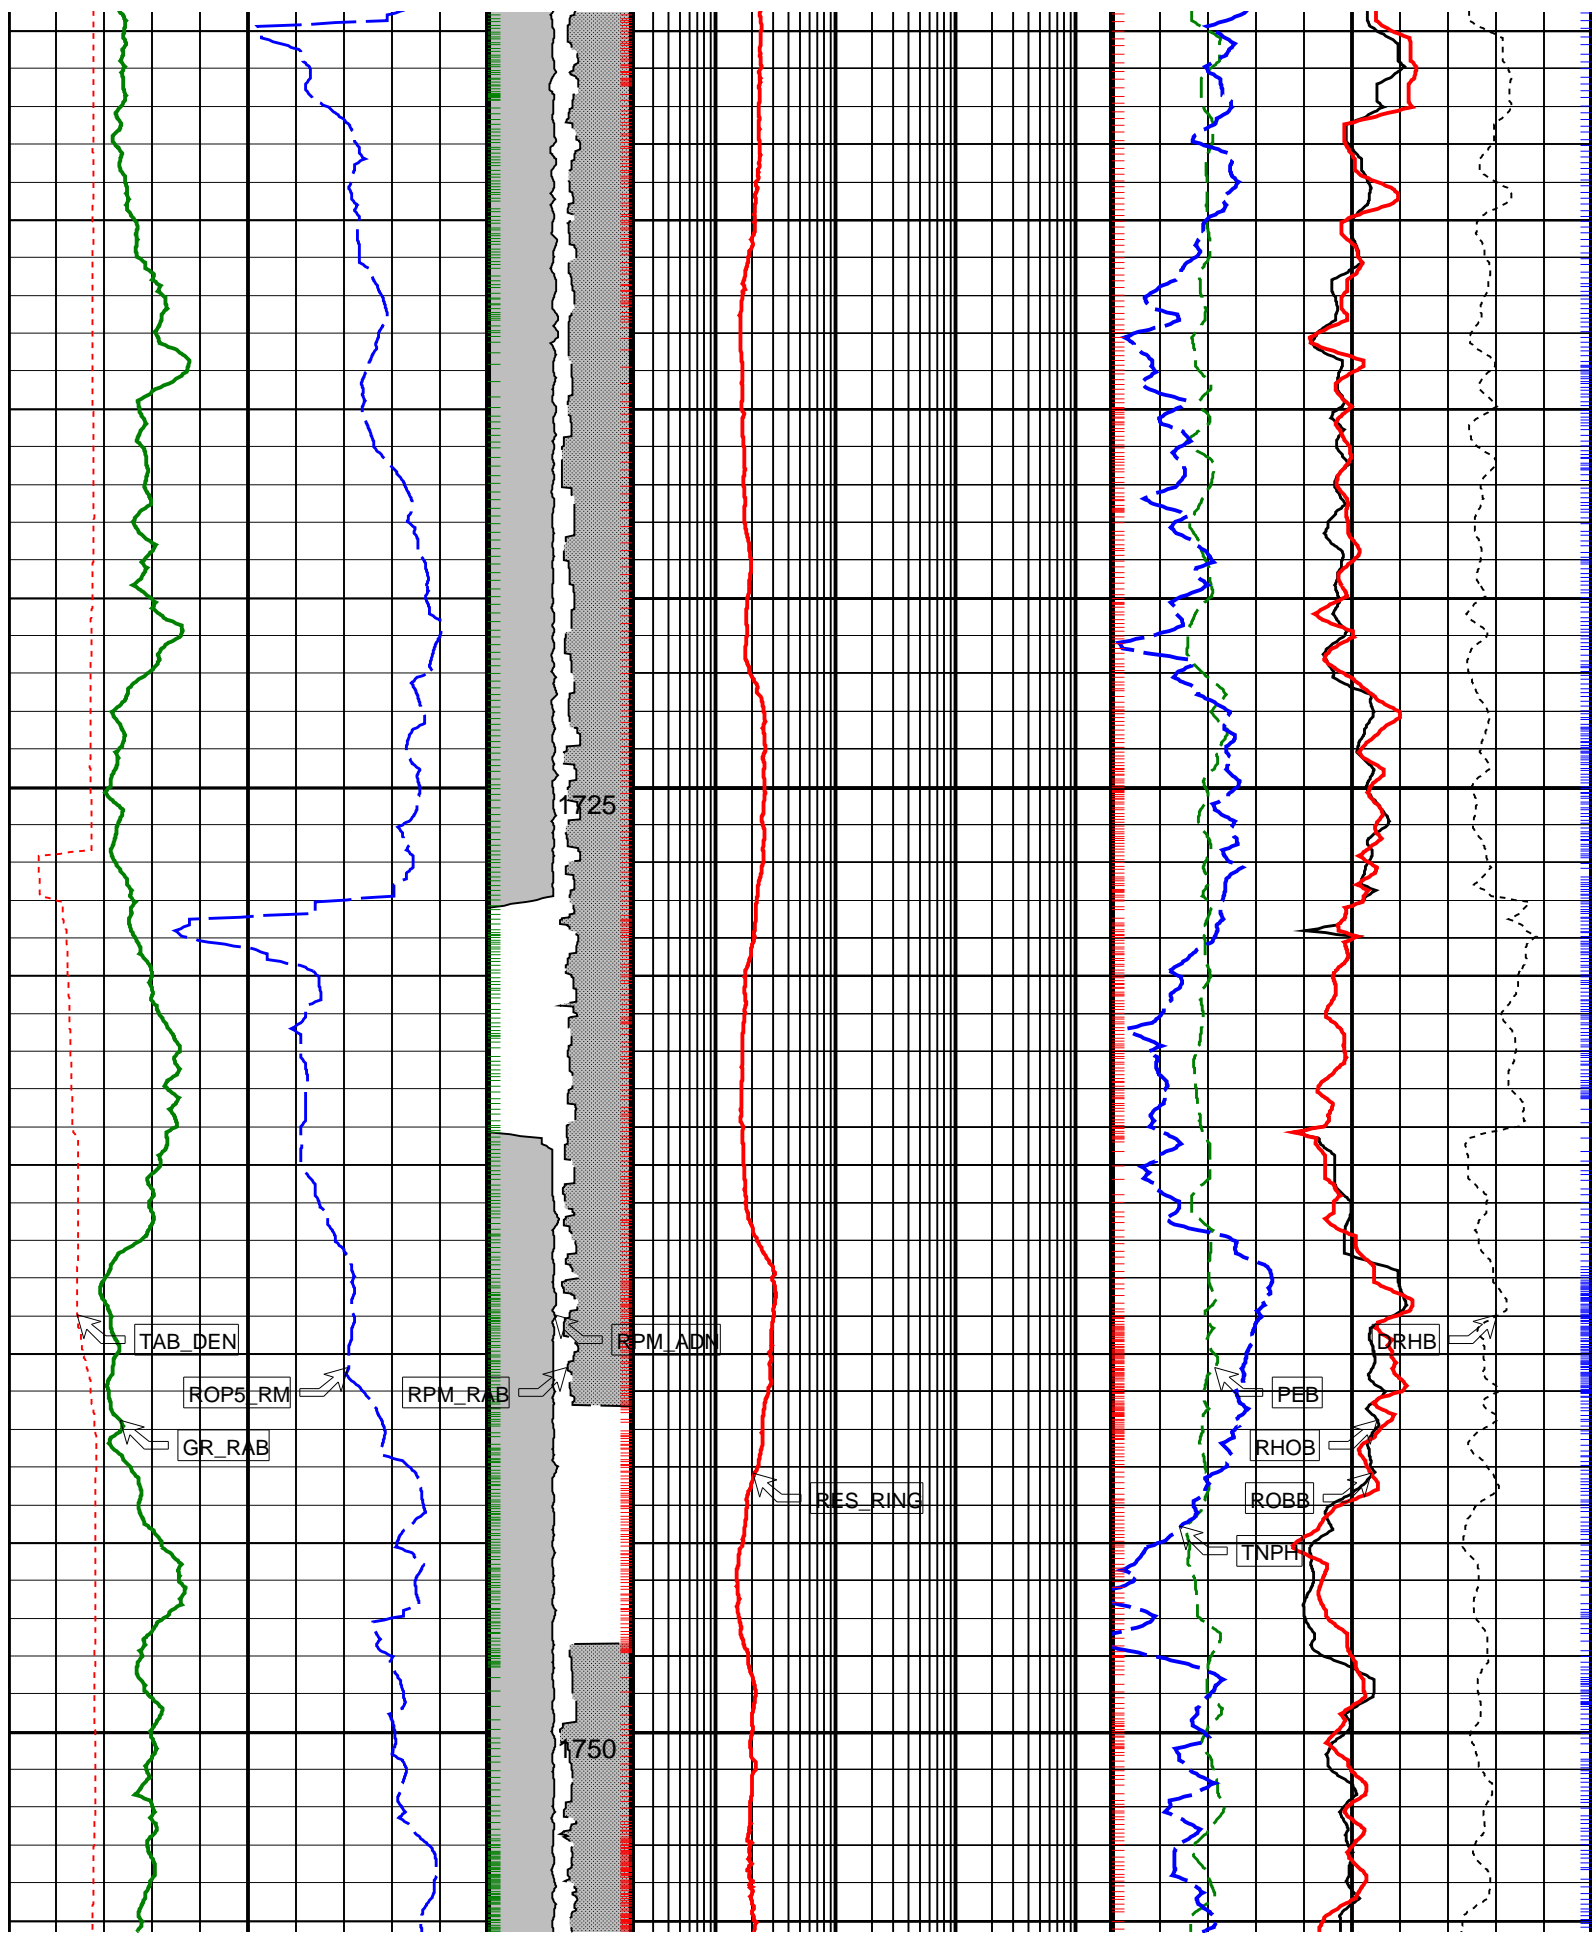 1725
TAB_DEN
RPM_ADN
DRHB
ROP5_RM
RPM_RAB
PEB
GR_RAB
RHOB
RES_RING
ROBB
TNPH
1750